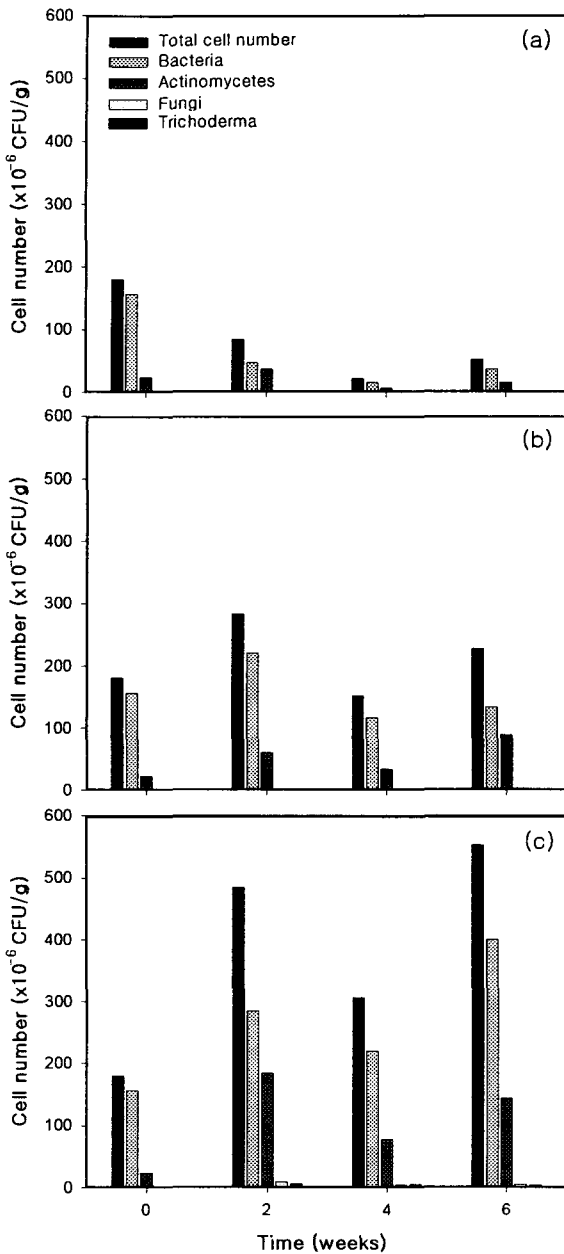 600
500
400
300
200
100
0
Cell number (x10⁻⁶ CFU/g)
(a)
Total cell number
Bacteria
Actinomycetes
Fungi
Trichoderma
600
500
400
300
200
100
0
Cell number (x10⁻⁶ CFU/g)
(b)
600
500
400
300
200
100
0
Cell number (x10⁻⁶ CFU/g)
(c)
0 2 4 6
Time (weeks)